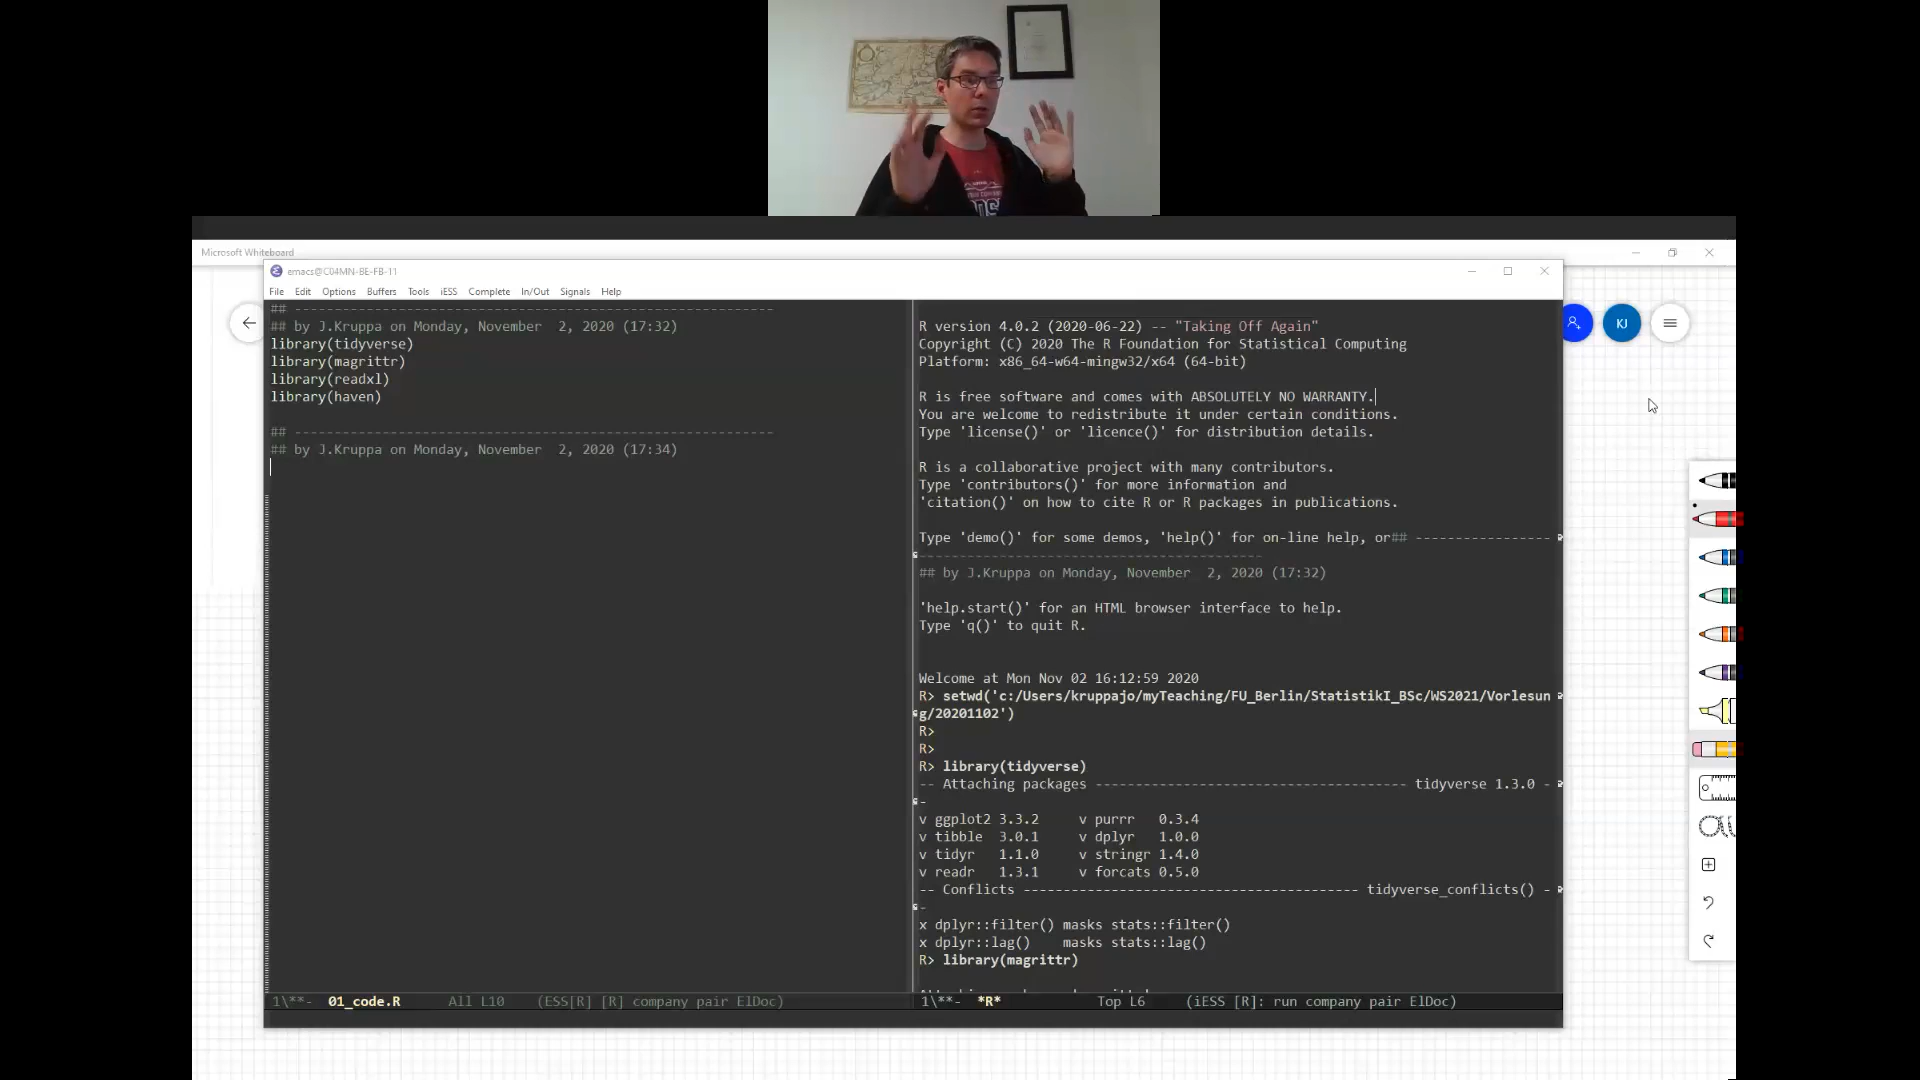 Microsoft Whiteboard
emacs@C04MN-BE-FB-11
File Edit Options Buffers Tools iESS Complete In/Out Signals Help
## -------------------------------------------------------------
## by J.Kruppa on Monday, November  2, 2020 (17:32)
library(tidyverse)
library(magrittr)
library(readxl)
library(haven)
## -------------------------------------------------------------
## by J.Kruppa on Monday, November  2, 2020 (17:34)
1\**-  01_code.R      All L10    (ESS[R] [R] company pair ElDoc)
R version 4.0.2 (2020-06-22) -- "Taking Off Again"
Copyright (C) 2020 The R Foundation for Statistical Computing
Platform: x86_64-w64-mingw32/x64 (64-bit)
R is free software and comes with ABSOLUTELY NO WARRANTY.
You are welcome to redistribute it under certain conditions.
Type 'license()' or 'licence()' for distribution details.
R is a collaborative project with many contributors.
Type 'contributors()' for more information and
'citation()' on how to cite R or R packages in publications.
Type 'demo()' for some demos, 'help()' for on-line help, or## -----------------
-------------------------------------------
## by J.Kruppa on Monday, November  2, 2020 (17:32)
'help.start()' for an HTML browser interface to help.
Type 'q()' to quit R.
Welcome at Mon Nov 02 16:12:59 2020
R> setwd('c:/Users/kruppajo/myTeaching/FU_Berlin/StatistikI_BSc/WS2021/Vorlesun
g/20201102')
R>
R>
R> library(tidyverse)
-- Attaching packages --------------------------------------- tidyverse 1.3.0 -
-
v ggplot2 3.3.2     v purrr   0.3.4
v tibble  3.0.1     v dplyr   1.0.0
v tidyr   1.1.0     v stringr 1.4.0
v readr   1.3.1     v forcats 0.5.0
-- Conflicts ------------------------------------------ tidyverse_conflicts() -
-
x dplyr::filter() masks stats::filter()
x dplyr::lag()    masks stats::lag()
R> library(magrittr)
1\**-  *R*            Top L6     (iESS [R]: run company pair ElDoc)
KJ